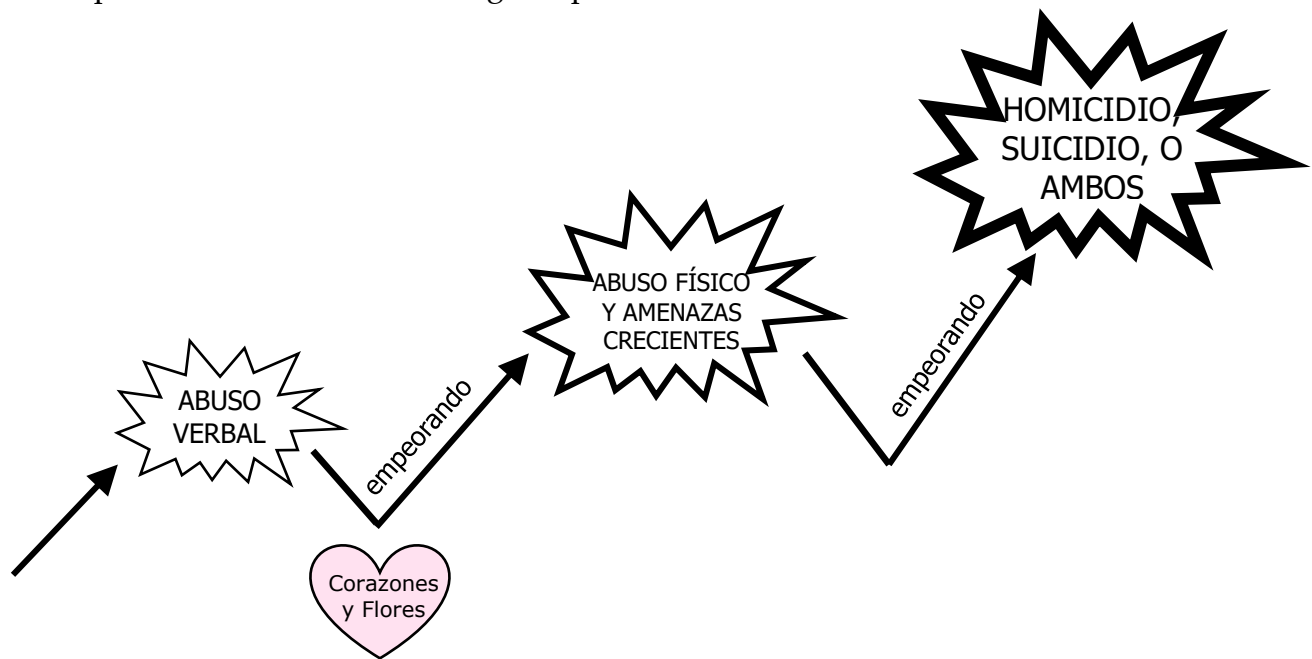 HOMICIDIO,
SUICIDIO, O
AMBOS
ABUSO FÍSICO
Y AMENAZAS
CRECIENTES
empeorando
ABUSO
VERBAL
empeorando
Corazones
y Flores